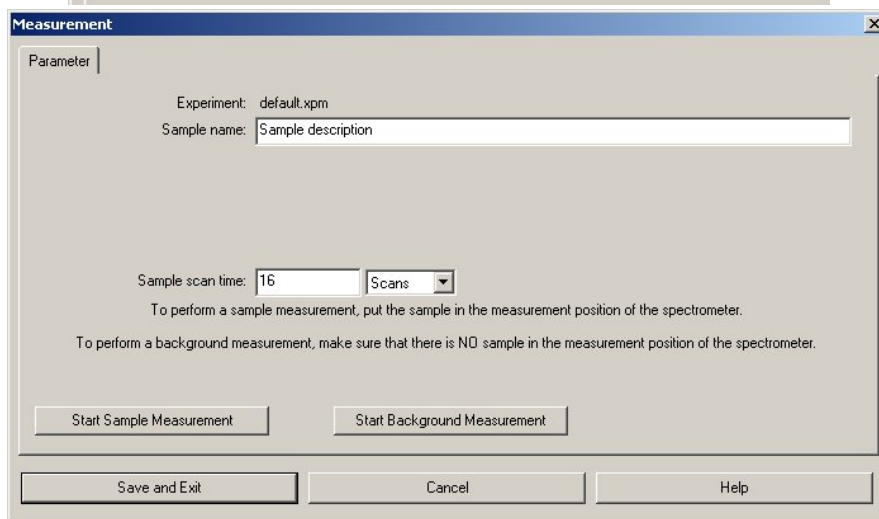 Measurement
Parameter
Experiment: default.xpm
Sample name: Sample description
Sample scan time: 16 Scans
To perform a sample measurement, put the sample in the measurement position of the spectrometer.
To perform a background measurement, make sure that there is NO sample in the measurement position of the spectrometer.
Start Sample Measurement Start Background Measurement
Save and Exit Cancel Help